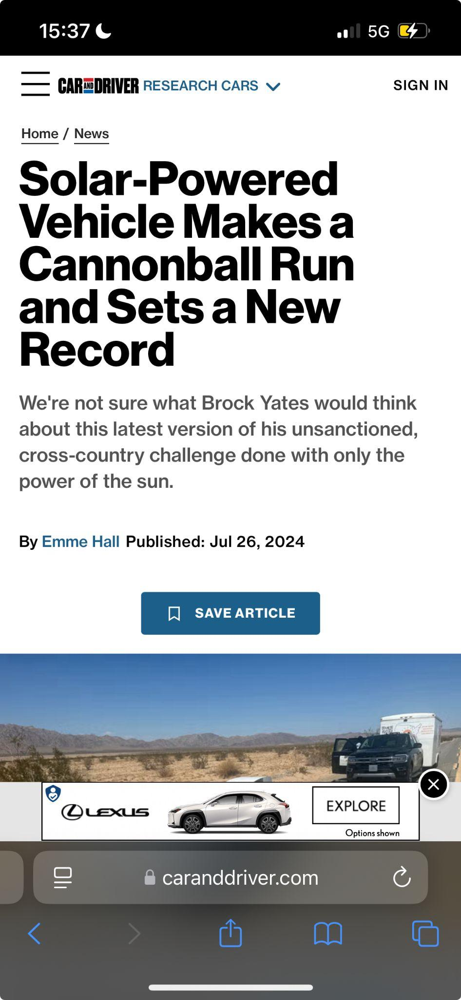 15:37 5G
CAR AND DRIVER RESEARCH CARS SIGN IN
Home / News
Solar-Powered
Vehicle Makes a
Cannonball Run
and Sets a New
Record
We're not sure what Brock Yates would think
about this latest version of his unsanctioned,
cross-country challenge done with only the
power of the sun.
By Emme Hall Published: Jul 26, 2024
SAVE ARTICLE
LEXUS
EXPLORE
Options shown
caranddriver.com